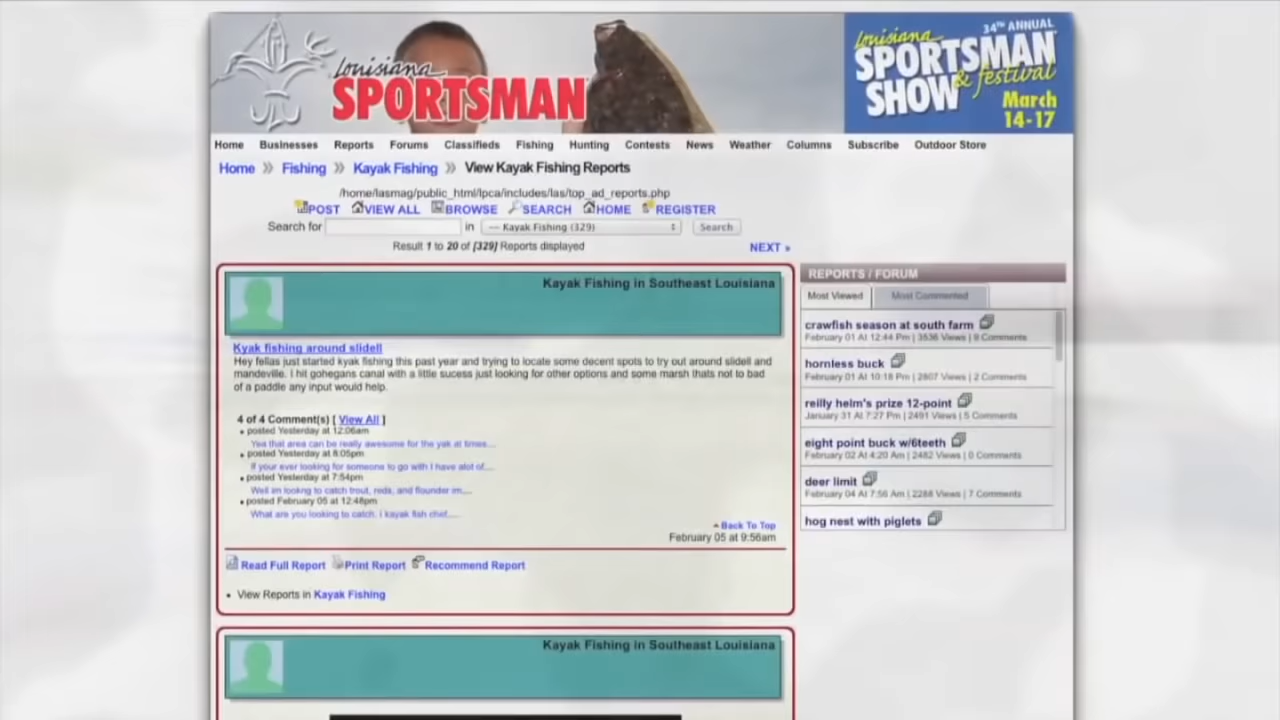 Louisiana
SPORTSMAN
34TH ANNUAL
Louisiana
SPORTSMAN
SHOW & festival
March
14-17
Home Businesses Reports Forums Classifieds Fishing Hunting Contests News Weather Columns Subscribe Outdoor Store
Home » Fishing » Kayak Fishing » View Kayak Fishing Reports
/home/lasmag/public_html/lpca/includes/las/top_ad_reports.php
POST VIEW ALL BROWSE SEARCH HOME REGISTER
Search for in --- Kayak Fishing (329) Search
Result 1 to 20 of [329] Reports displayed
NEXT »
Kayak Fishing in Southeast Louisiana
Kyak fishing around slidell
Hey fellas just started kyak fishing this past year and trying to locate some decent spots to try out around slidell and
mandeville. I hit gohegans canal with a little sucess just looking for other options and some marsh thats not to bad
of a paddle any input would help.
4 of 4 Comment(s) [ View All ]
• posted Yesterday at 12:06am
Yea that area can be really awesome for the yak at times...
• posted Yesterday at 8:05pm
If your ever looking for someone to go with I have alot of....
• posted Yesterday at 7:54pm
Well im looking to catch trout, reds, and flounder im....
• posted February 05 at 12:48pm
What are you looking to catch. I kayak fish chef.....
Back To Top
February 05 at 9:56am
Read Full Report Print Report Recommend Report
• View Reports in Kayak Fishing
Kayak Fishing in Southeast Louisiana
REPORTS / FORUM
Most Viewed Most Commented
crawfish season at south farm
February 01 At 12:44 Pm | 3536 Views | 9 Comments
hornless buck
February 01 At 10:18 Pm | 2607 Views | 2 Comments
reilly helm's prize 12-point
January 31 At 7:27 Pm | 2491 Views | 5 Comments
eight point buck w/6teeth
February 02 At 4:20 Am | 2482 Views | 0 Comments
deer limit
February 04 At 7:56 Am | 2288 Views | 7 Comments
hog nest with piglets